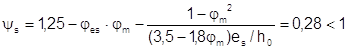 ψs = 1,25 − φes · φm − (1−φm²)/((3,5−1,8φm)es / h0) = 0,28 < 1